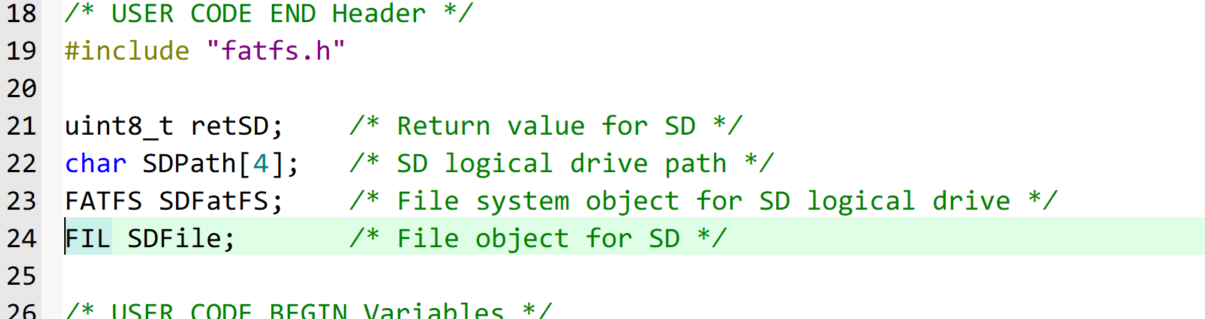 18 /* USER CODE END Header */
19 #include "fatfs.h"
20
21 uint8_t retSD;    /* Return value for SD */
22 char SDPath[4];   /* SD logical drive path */
23 FATFS SDFatFS;    /* File system object for SD logical drive */
24 FIL SDFile;       /* File object for SD */
25
26 /* USER CODE BEGIN Variables */